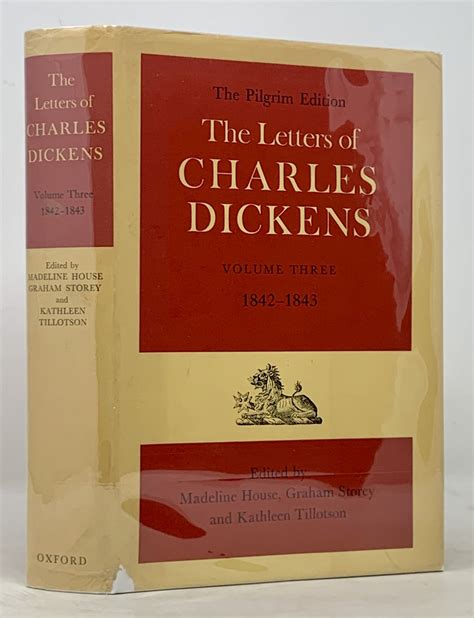 The
Letters of
CHARLES
DICKENS
Volume Three
1842-1843
Edited by
MADELINE HOUSE
GRAHAM STOREY
and
KATHLEEN
TILLOTSON
OXFORD
The Pilgrim Edition
The Letters of
CHARLES
DICKENS
VOLUME THREE
1842–1843
Edited by
Madeline House, Graham Storey
and Kathleen Tillotson